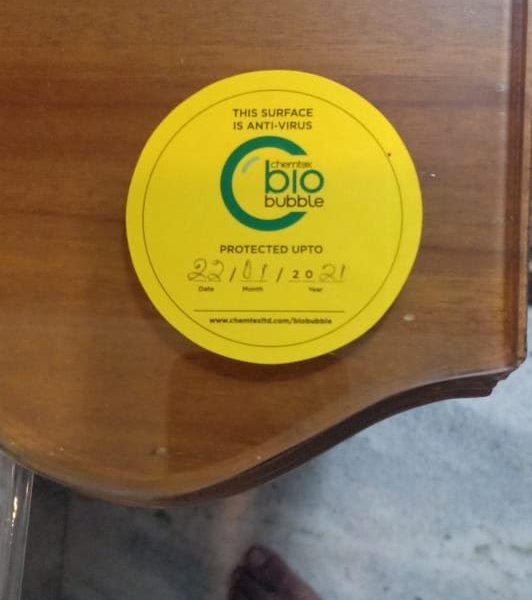 THIS SURFACE
IS ANTI-VIRUS
chemtex
bio
bubble
PROTECTED UPTO
22 / 01 / 2021
Date Month Year
www.chemtexltd.com/biobubble